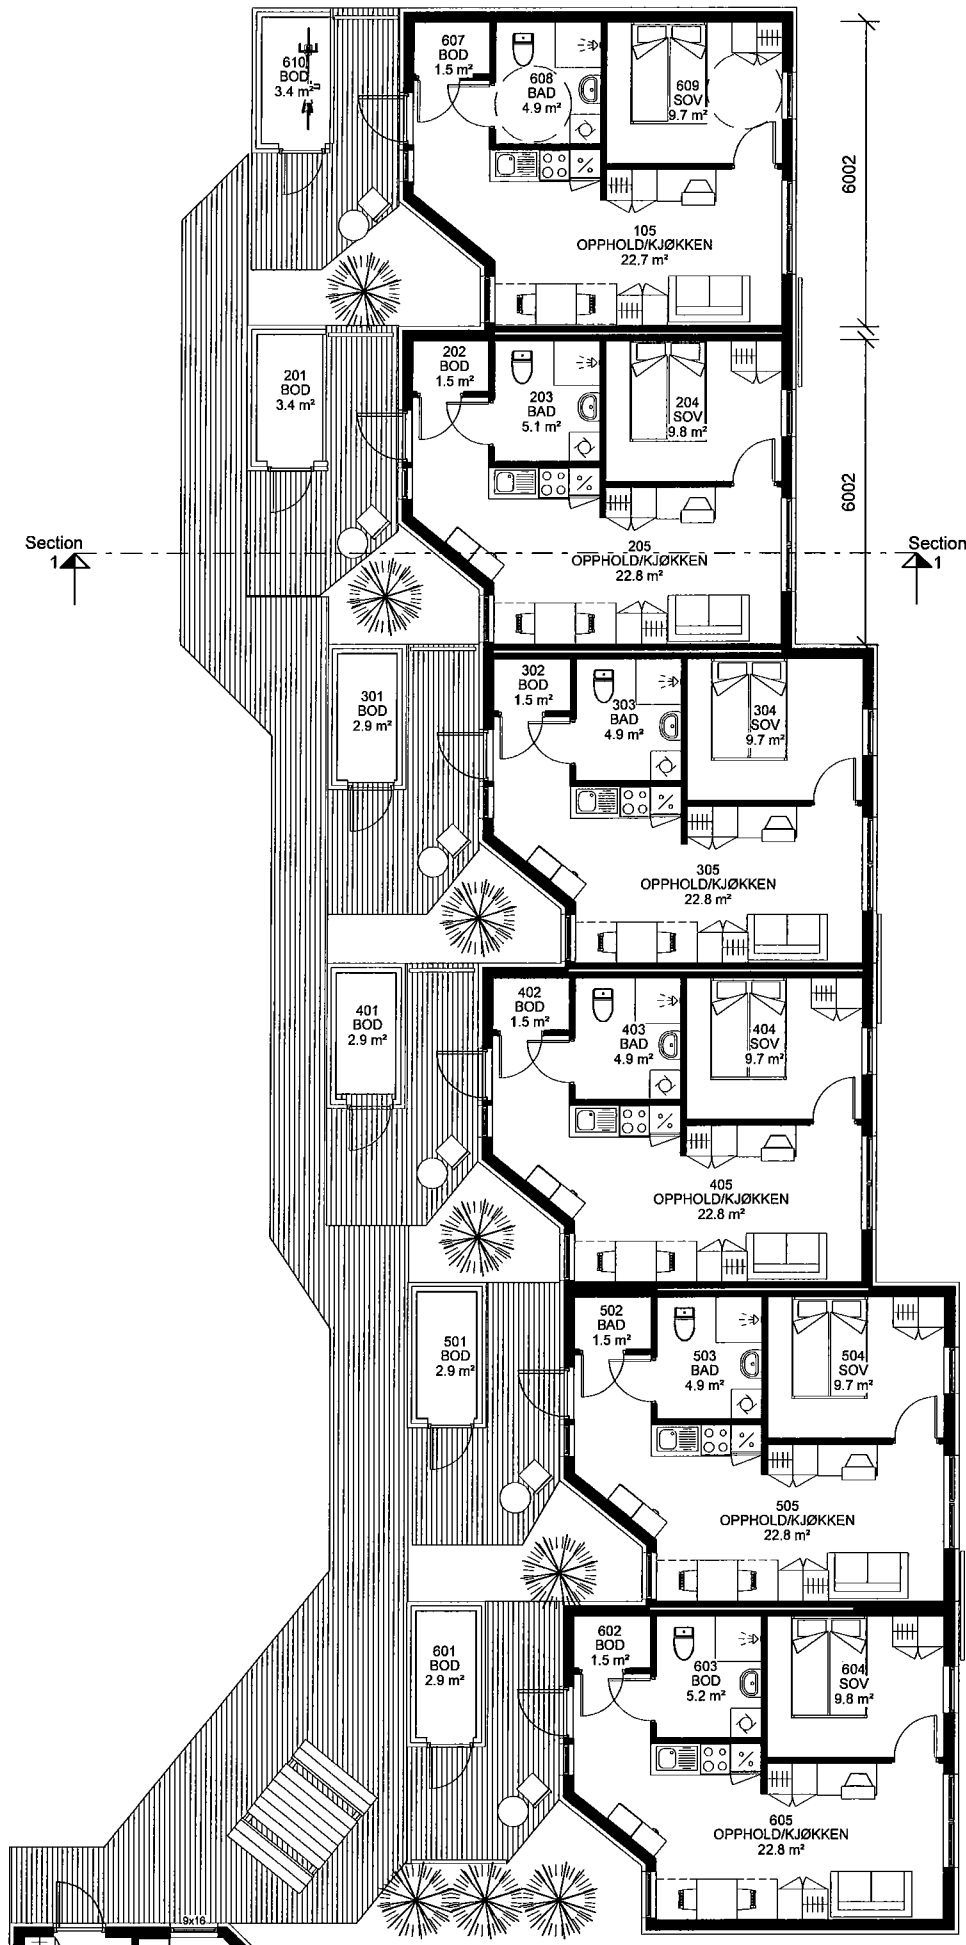 607
BOD
1.5 m²
610
BOD
3.4 m²
608
BAD
4.9 m²
609
SOV
9.7 m²
6002
105
OPPHOLD/KJØKKEN
22.7 m²
202
BOD
1.5 m²
201
BOD
3.4 m²
203
BAD
5.1 m²
204
SOV
9.8 m²
6002
Section
1
205
OPPHOLD/KJØKKEN
22.8 m²
Section
1
302
BOD
1.5 m²
301
BOD
2.9 m²
303
BAD
4.9 m²
304
SOV
9.7 m²
305
OPPHOLD/KJØKKEN
22.8 m²
402
BOD
1.5 m²
401
BOD
2.9 m²
403
BAD
4.9 m²
404
SOV
9.7 m²
405
OPPHOLD/KJØKKEN
22.8 m²
502
BAD
1.5 m²
501
BOD
2.9 m²
503
BAD
4.9 m²
504
SOV
9.7 m²
505
OPPHOLD/KJØKKEN
22.8 m²
602
BOD
1.5 m²
601
BOD
2.9 m²
603
BOD
5.2 m²
604
SOV
9.8 m²
605
OPPHOLD/KJØKKEN
22.8 m²
9x16